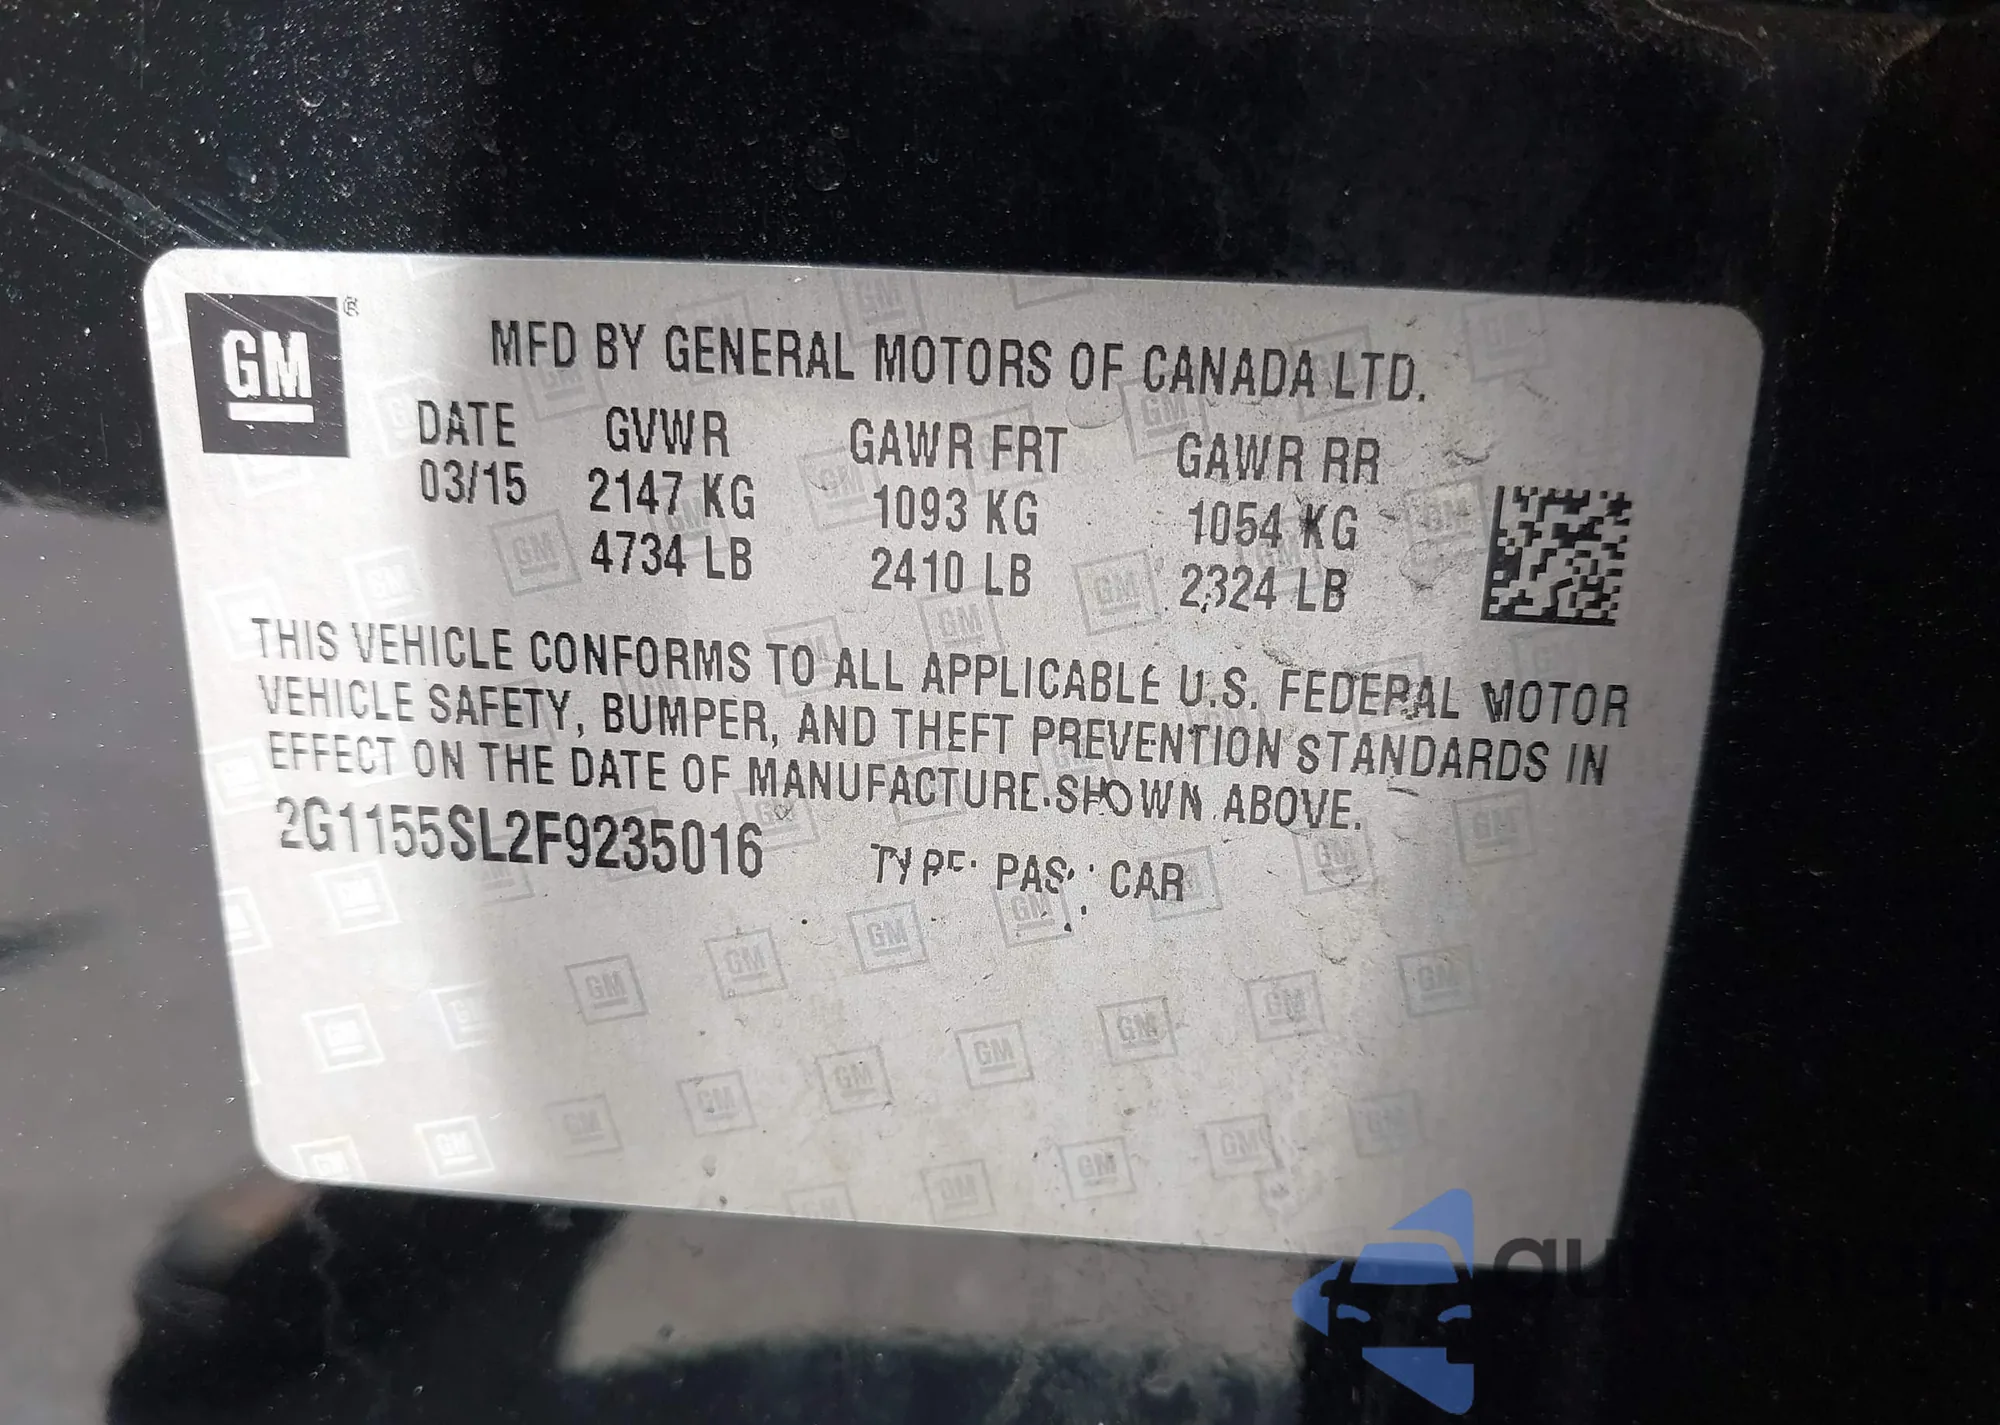 GM ®
MFD BY GENERAL MOTORS OF CANADA LTD.
DATE GVWR GAWR FRT GAWR RR
03/15 2147 KG 1093 KG 1054 KG
4734 LB 2410 LB 2324 LB
THIS VEHICLE CONFORMS TO ALL APPLICABLE U.S. FEDERAL MOTOR
VEHICLE SAFETY, BUMPER, AND THEFT PREVENTION STANDARDS IN
EFFECT ON THE DATE OF MANUFACTURE SHOWN ABOVE.
2G1155SL2F9235016 TYPE: PAS. CAR